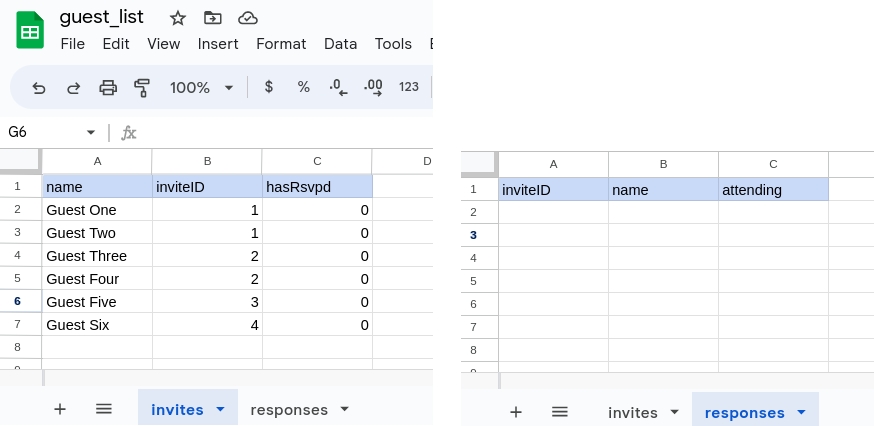 guest_list
File Edit View Insert Format Data Tools
100% $ % .0 .00 123
G6 fx
A B C D
1 name inviteID hasRsvpd
2 Guest One 1 0
3 Guest Two 1 0
4 Guest Three 2 0
5 Guest Four 2 0
6 Guest Five 3 0
7 Guest Six 4 0
8
+ invites responses
A B C
1 inviteID name attending
2
3
4
5
6
7
8
+ invites responses